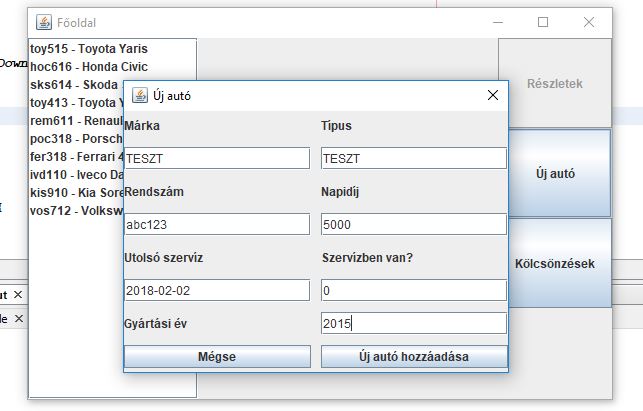 Főoldal
toy515 - Toyota Yaris
hoc616 - Honda Civic
sks614 - Skoda
toy413 - Toyota Y
rem611 - Renaul
poc318 - Porsch
fer318 - Ferrari 4
ivd110 - Iveco Da
kis910 - Kia Sore
vos712 - Volksw
Részletek
Új autó
Kölcsönzések
Új autó
Márka
Típus
TESZT
TESZT
Rendszám
Napidíj
abc123
5000
Utolsó szerviz
Szervizben van?
2018-02-02
0
Gyártási év
2015
Mégse
Új autó hozzáadása
Down
ut
le